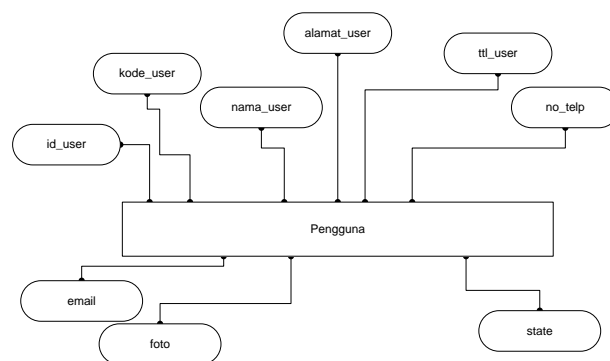 alamat_user
ttl_user
kode_user
nama_user
no_telp
id_user
Pengguna
email
foto
state